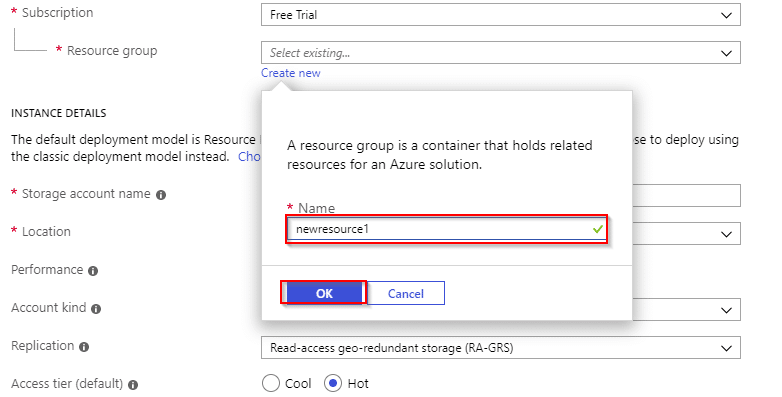 * Subscription
Free Trial
* Resource group
Select existing...
Create new
INSTANCE DETAILS
The default deployment model is Resource
se to deploy using
the classic deployment model instead. Cho
A resource group is a container that holds related
resources for an Azure solution.
* Name
newresource1
OK
Cancel
* Storage account name
* Location
Performance
Account kind
Replication
Read-access geo-redundant storage (RA-GRS)
Access tier (default)
Cool
Hot